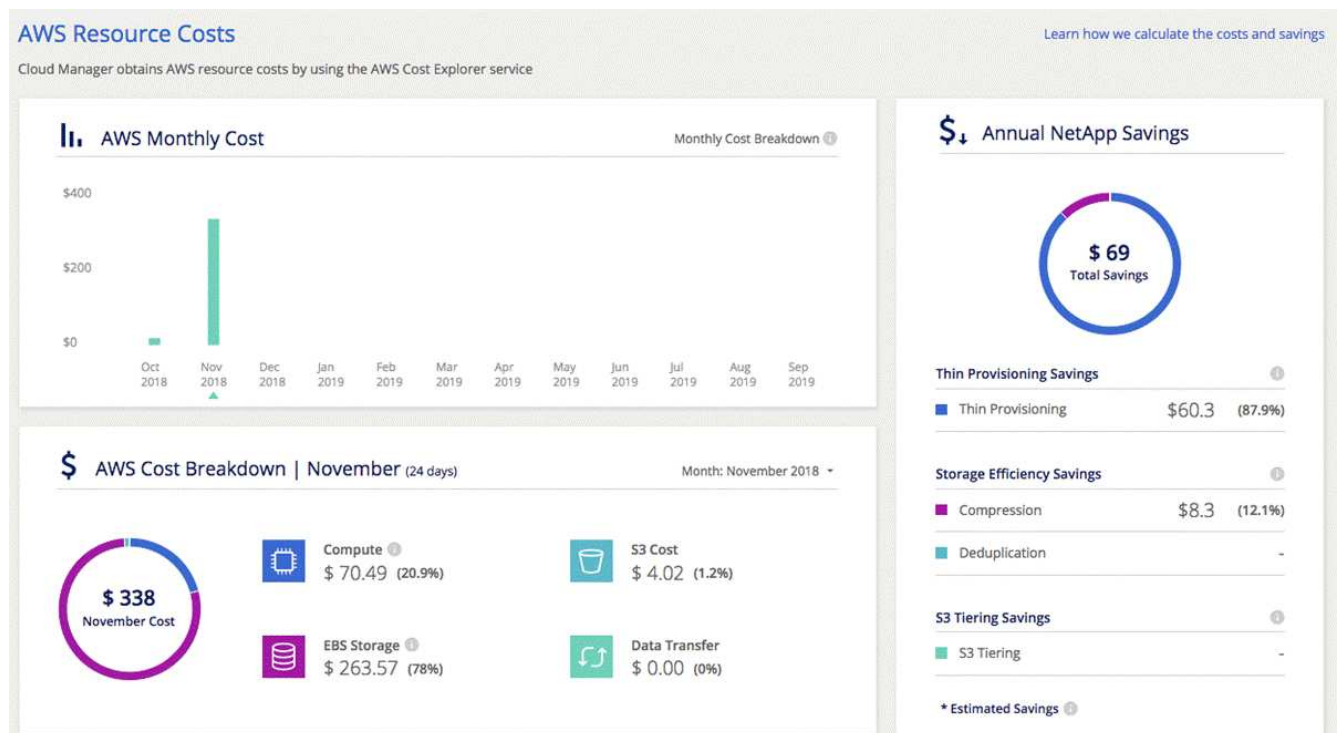 AWS Resource Costs
Learn how we calculate the costs and savings
Cloud Manager obtains AWS resource costs by using the AWS Cost Explorer service
AWS Monthly Cost
Monthly Cost Breakdown
$400
$200
$0
Oct 2018
Nov 2018
Dec 2018
Jan 2019
Feb 2019
Mar 2019
Apr 2019
May 2019
Jun 2019
Jul 2019
Aug 2019
Sep 2019
AWS Cost Breakdown | November (24 days)
Month: November 2018
$ 338
November Cost
Compute
$ 70.49 (20.9%)
S3 Cost
$ 4.02 (1.2%)
EBS Storage
$ 263.57 (78%)
Data Transfer
$ 0.00 (0%)
Annual NetApp Savings
$ 69
Total Savings
Thin Provisioning Savings
Thin Provisioning $60.3 (87.9%)
Storage Efficiency Savings
Compression $8.3 (12.1%)
Deduplication -
S3 Tiering Savings
S3 Tiering -
* Estimated Savings